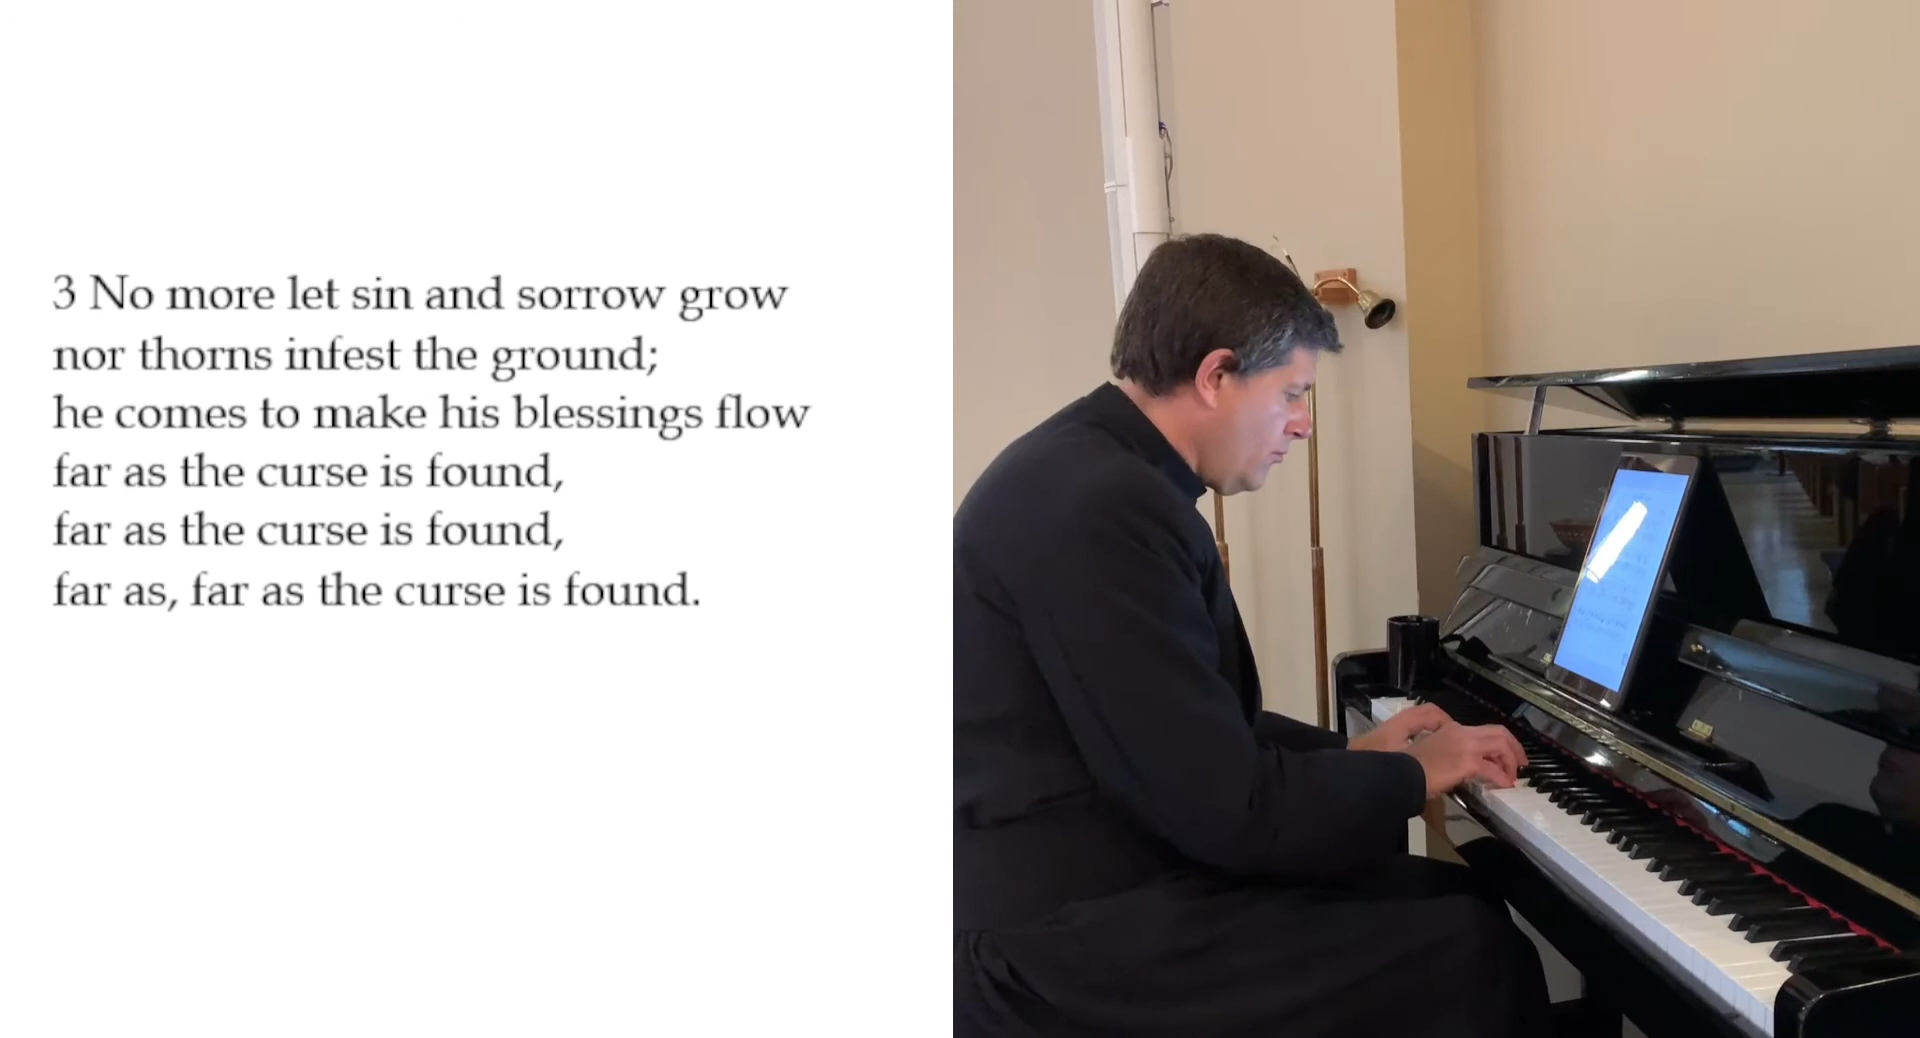 3 No more let sin and sorrow grow
nor thorns infest the ground;
he comes to make his blessings flow
far as the curse is found,
far as the curse is found,
far as, far as the curse is found.